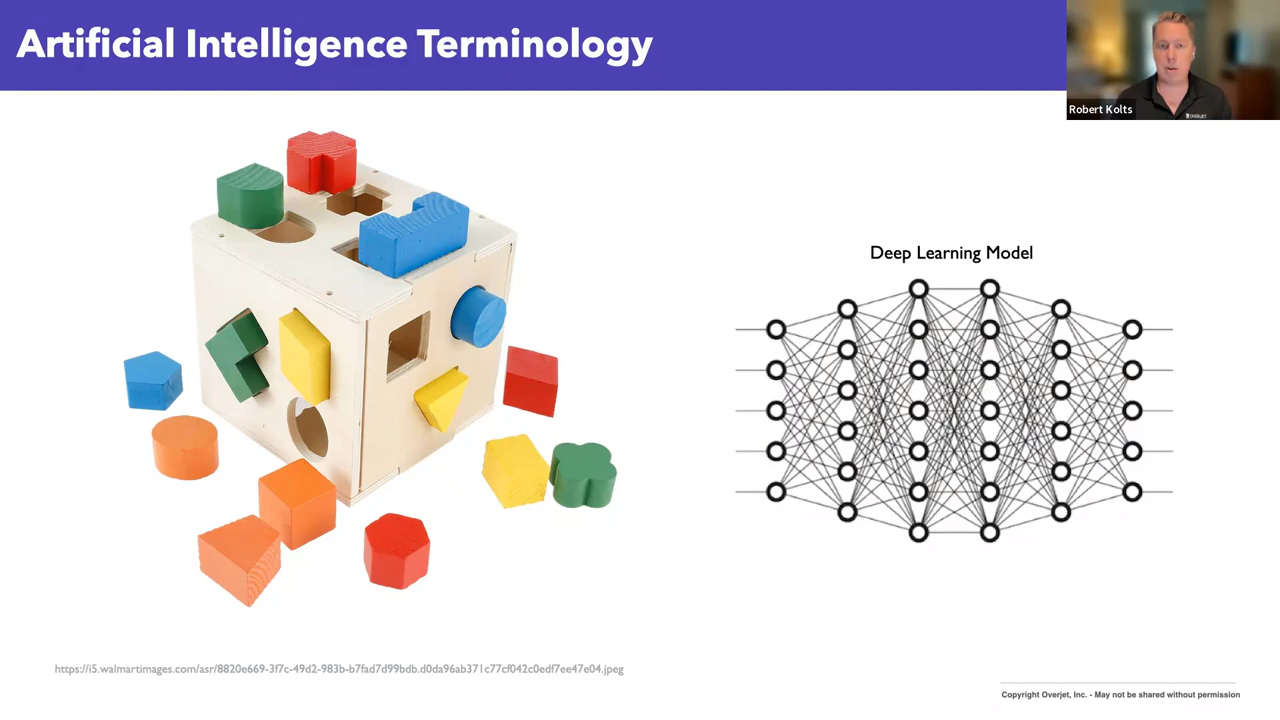 Artificial Intelligence Terminology
OVERJET
Robert Kolts
Deep Learning Model
https://i5.walmartimages.com/asr/8820e669-3f7c-49d2-983b-b7fad7d99bdb.d0da96ab371c77cf042c0edf7ee47e04.jpeg
Copyright Overjet, Inc. - May not be shared without permission